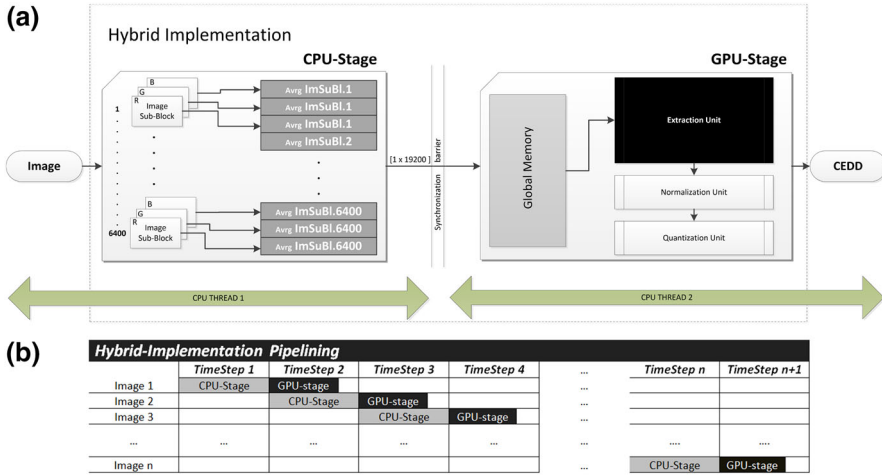 (a)
Hybrid Implementation
CPU-Stage
GPU-Stage
Image
1
R
G
B
Image
Sub-Block
Avrg ImSuBl.1
Avrg ImSuBl.1
Avrg ImSuBl.1
Avrg ImSuBl.2
6400
R
G
B
Image
Sub-Block
Avrg ImSuBl.6400
Avrg ImSuBl.6400
Avrg ImSuBl.6400
[1 x 19200 ]
Synchronization barrier
Global Memory
Extraction Unit
Normalization Unit
Quantization Unit
CEDD
CPU THREAD 1
CPU THREAD 2
(b)
Hybrid-Implementation Pipelining
TimeStep 1 TimeStep 2 TimeStep 3 TimeStep 4 ... TimeStep n TimeStep n+1
Image 1 CPU-Stage GPU-stage ...
Image 2 CPU-Stage GPU-stage ...
Image 3 CPU-Stage GPU-stage ...
... ... ... ... ... ... .... ....
Image n ... CPU-Stage GPU-stage